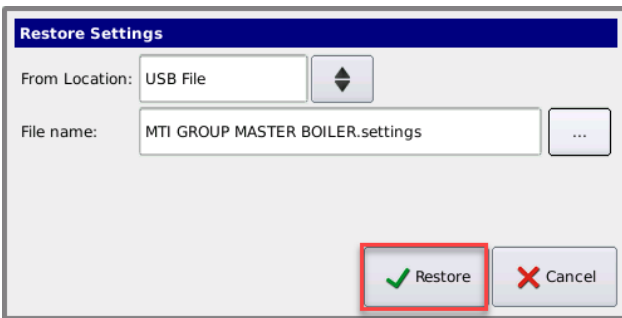 Restore Settings
From Location: USB File
File name: MTI GROUP MASTER BOILER.settings ...
Restore Cancel